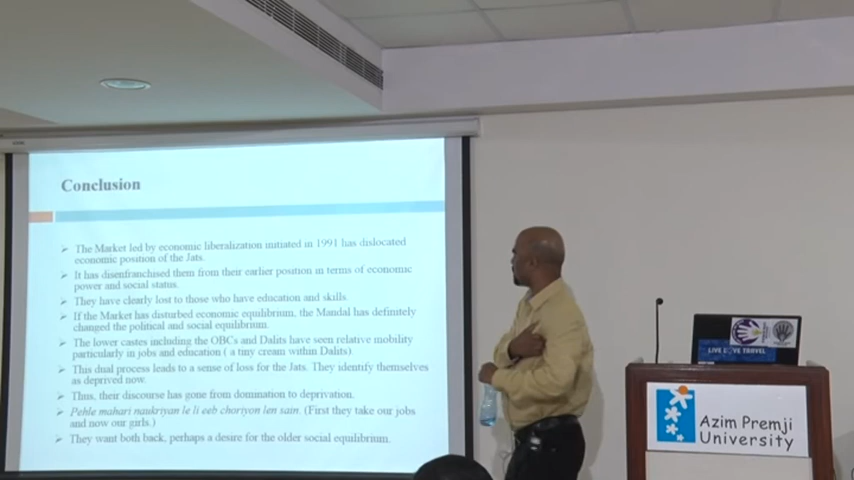 Conclusion
The Market led by economic liberalization initiated in 1991 has dislocated
economic position of the Jats.
It has disenfranchised them from their earlier position in terms of economic
power and social status.
They have clearly lost to those who have education and skills
If the Market has disturbed economic equilibrium, the Mandal has definitely
changed the political and social equilibrium.
The lower castes including the OBCs and Dalits have seen relative mobility
particularly in jobs and education ( a tiny cream within Dalits).
This dual process leads to a sense of loss for the Jats. They identify themselves
as deprived now.
Thus, their discourse has gone from domination to deprivation.
Pehle mahari naukriyan le li eeb choriyon len sain. (First they take our jobs
and now our girls.)
They want both back, perhaps a desire for the older social equilibrium.
LIVE LOVE TRAVEL
Azim Premji
University